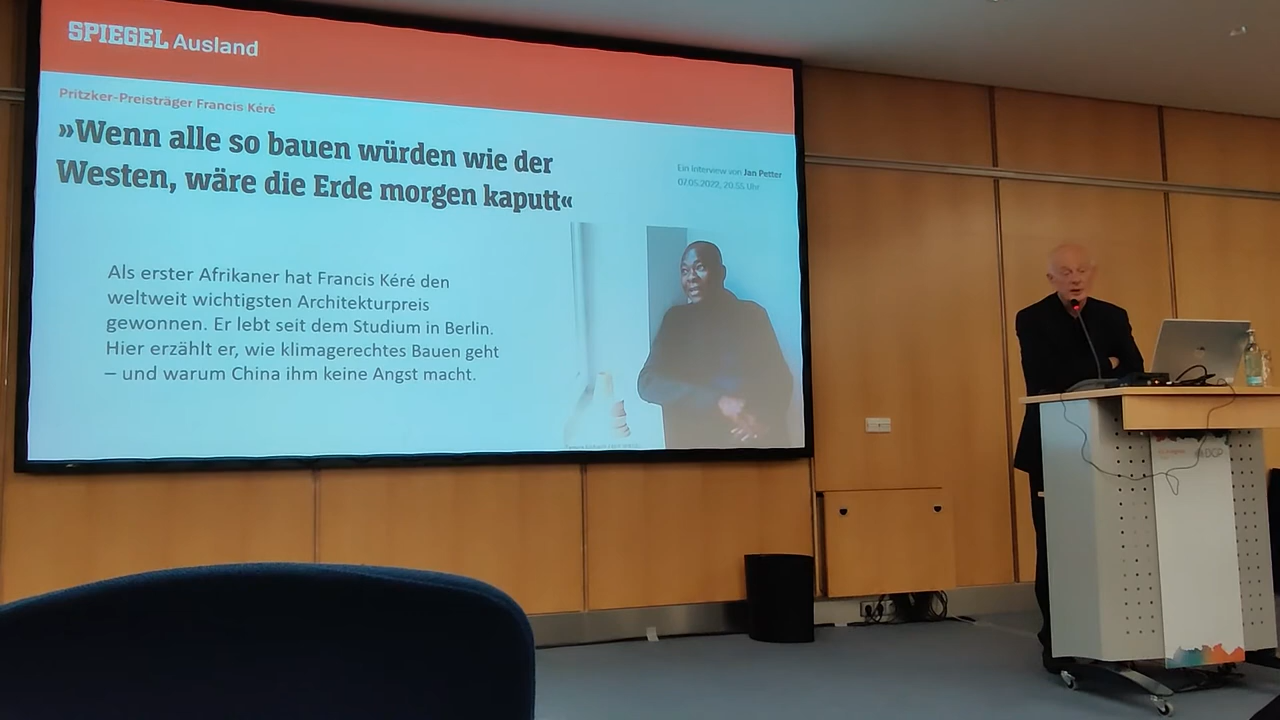 SPIEGEL Ausland
Pritzker-Preisträger Francis Kéré
»Wenn alle so bauen würden wie der
Westen, wäre die Erde morgen kaputt«
Ein Interview von Jan Petter
07.05.2022, 20.55 Uhr
Als erster Afrikaner hat Francis Kéré den
weltweit wichtigsten Architekturpreis
gewonnen. Er lebt seit dem Studium in Berlin.
Hier erzählt er, wie klimagerechtes Bauen geht
– und warum China ihm keine Angst macht.
DGP